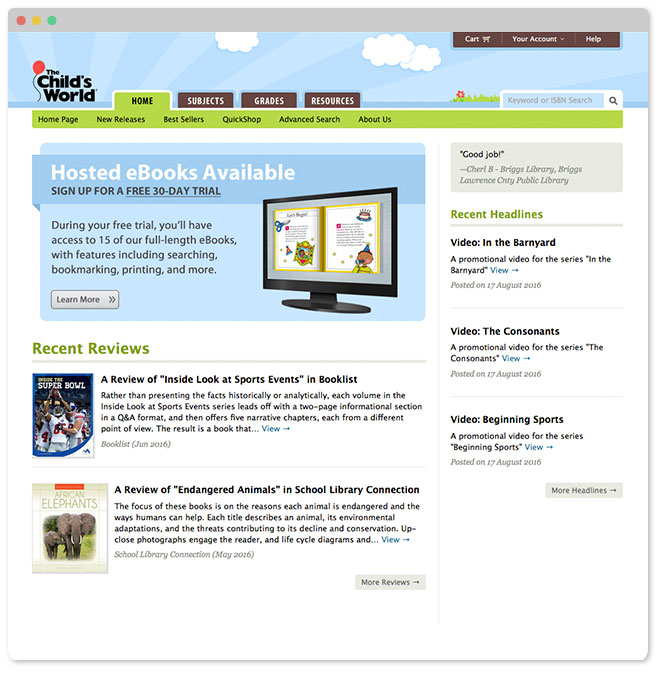 Cart
Your Account
Help
The
Child's
World
HOME
SUBJECTS
GRADES
RESOURCES
Keyword or ISBN Search
Home Page
New Releases
Best Sellers
QuickShop
Advanced Search
About Us
Hosted eBooks Available
SIGN UP FOR A FREE 30-DAY TRIAL
During your free trial, you'll have
access to 15 of our full-length eBooks,
with features including searching,
bookmarking, printing, and more.
Learn More »
Let's Begin!
"Good job!"
—Cheri B - Briggs Library, Briggs
Lawrence Cnty Public Library
Recent Headlines
Video: In the Barnyard
A promotional video for the series "In the
Barnyard" View →
Posted on 17 August 2016
Video: The Consonants
A promotional video for the series "The
Consonants" View →
Posted on 17 August 2016
Video: Beginning Sports
A promotional video for the series
"Beginning Sports" View →
Posted on 17 August 2016
More Headlines →
Recent Reviews
INSIDE THE
SUPER BOWL
A Review of "Inside Look at Sports Events" in Booklist
Rather than presenting the facts historically or analytically, each volume in the
Inside Look at Sports Events series leads off with a two-page informational section
in a Q&A format, and then offers five narrative chapters, each from a different
point of view. The result is a book that... View →
Booklist (Jun 2016)
AFRICAN
ELEPHANTS
A Review of "Endangered Animals" in School Library Connection
The focus of these books is on the reasons each animal is endangered and the
ways humans can help. Each title describes an animal, its environmental
adaptations, and the threats contributing to its decline and conservation. Up-
close photographs engage the reader, and life cycle diagrams and... View →
School Library Connection (May 2016)
More Reviews →